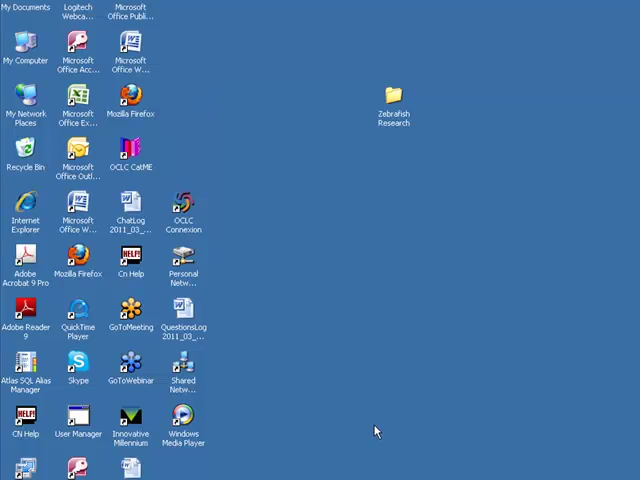 My Documents
Logitech
Webca...
Microsoft
Office Publi...
My Computer
Microsoft
Office Acc...
Microsoft
Office W...
My Network
Places
Microsoft
Office Ex...
Mozilla Firefox
Zebrafish
Research
Recycle Bin
Microsoft
Office Outl...
OCLC CatME
Internet
Explorer
Microsoft
Office W...
ChatLog
2011_03_...
OCLC
Connexion
Adobe
Acrobat 9 Pro
Mozilla Firefox
HELP!
Cn Help
Personal
Netw...
Adobe Reader
9
QuickTime
Player
GoToMeeting
QuestionsLog
2011_03_...
Atlas SQL Alias
Manager
Skype
GoToWebinar
Shared
Netw...
HELP!
CN Help
User Manager
Innovative
Millennium
Windows
Media Player